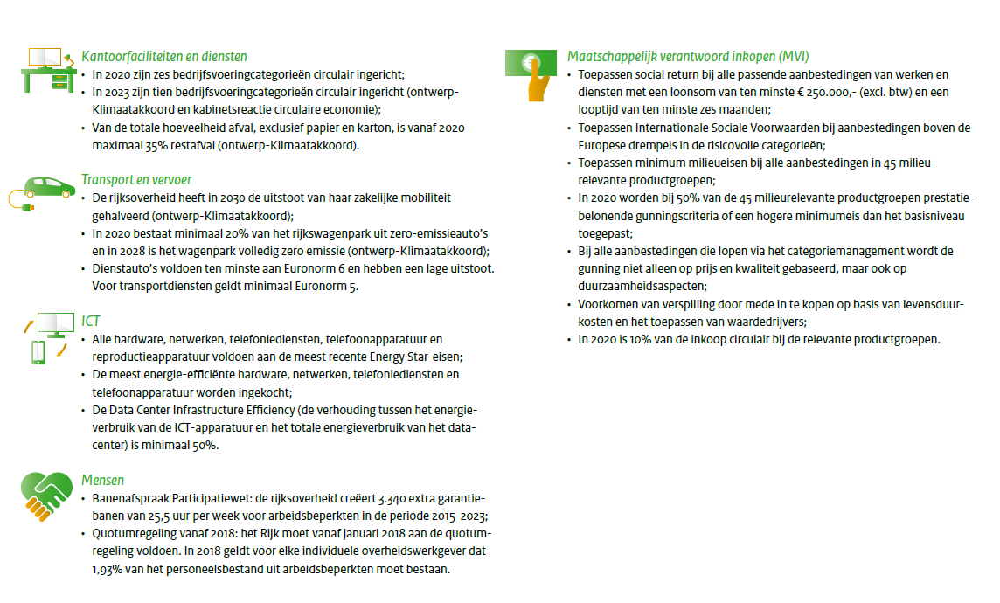 Kantoorfaciliteiten en diensten
• In 2020 zijn zes bedrijfsvoeringcategorieën circulair ingericht;
• In 2023 zijn tien bedrijfsvoeringcategorieën circulair ingericht (ontwerp-
Klimaatakkoord en kabinetsreactie circulaire economie);
• Van de totale hoeveelheid afval, exclusief papier en karton, is vanaf 2020
maximaal 35% restafval (ontwerp-Klimaatakkoord).
Transport en vervoer
• De rijksoverheid heeft in 2030 de uitstoot van haar zakelijke mobiliteit
gehalveerd (ontwerp-Klimaatakkoord);
• In 2020 bestaat minimaal 20% van het rijkswagenpark uit zero-emissieauto's
en in 2028 is het wagenpark volledig zero emissie (ontwerp-Klimaatakkoord);
• Dienstauto's voldoen ten minste aan Euronorm 6 en hebben een lage uitstoot.
Voor transportdiensten geldt minimaal Euronorm 5.
ICT
• Alle hardware, netwerken, telefoniediensten, telefoonapparatuur en
reproductieapparatuur voldoen aan de meest recente Energy Star-eisen;
• De meest energie-efficiënte hardware, netwerken, telefoniediensten en
telefoonapparatuur worden ingekocht;
• De Data Center Infrastructure Efficiency (de verhouding tussen het energie-
verbruik van de ICT-apparatuur en het totale energieverbruik van het data-
center) is minimaal 50%.
Mensen
• Banenafspraak Participatiewet: de rijksoverheid creëert 3.340 extra garantie-
banen van 25,5 uur per week voor arbeidsbeperkten in de periode 2015-2023;
• Quotumregeling vanaf 2018: het Rijk moet vanaf januari 2018 aan de quotum-
regeling voldoen. In 2018 geldt voor elke individuele overheidswerkgever dat
1,93% van het personeelsbestand uit arbeidsbeperkten moet bestaan.
€
Maatschappelijk verantwoord inkopen (MVI)
• Toepassen social return bij alle passende aanbestedingen van werken en
diensten met een loonsom van ten minste € 250.000,- (excl. btw) en een
looptijd van ten minste zes maanden;
• Toepassen Internationale Sociale Voorwaarden bij aanbestedingen boven de
Europese drempels in de risicovolle categorieën;
• Toepassen minimum milieueisen bij alle aanbestedingen in 45 milieu-
relevante productgroepen;
• In 2020 worden bij 50% van de 45 milieurelevante productgroepen prestatie-
belonende gunningscriteria of een hogere minimumeis dan het basisniveau
toegepast;
• Bij alle aanbestedingen die lopen via het categoriemanagement wordt de
gunning niet alleen op prijs en kwaliteit gebaseerd, maar ook op
duurzaamheidsaspecten;
• Voorkomen van verspilling door mede in te kopen op basis van levensduur-
kosten en het toepassen van waardedrijvers;
• In 2020 is 10% van de inkoop circulair bij de relevante productgroepen.